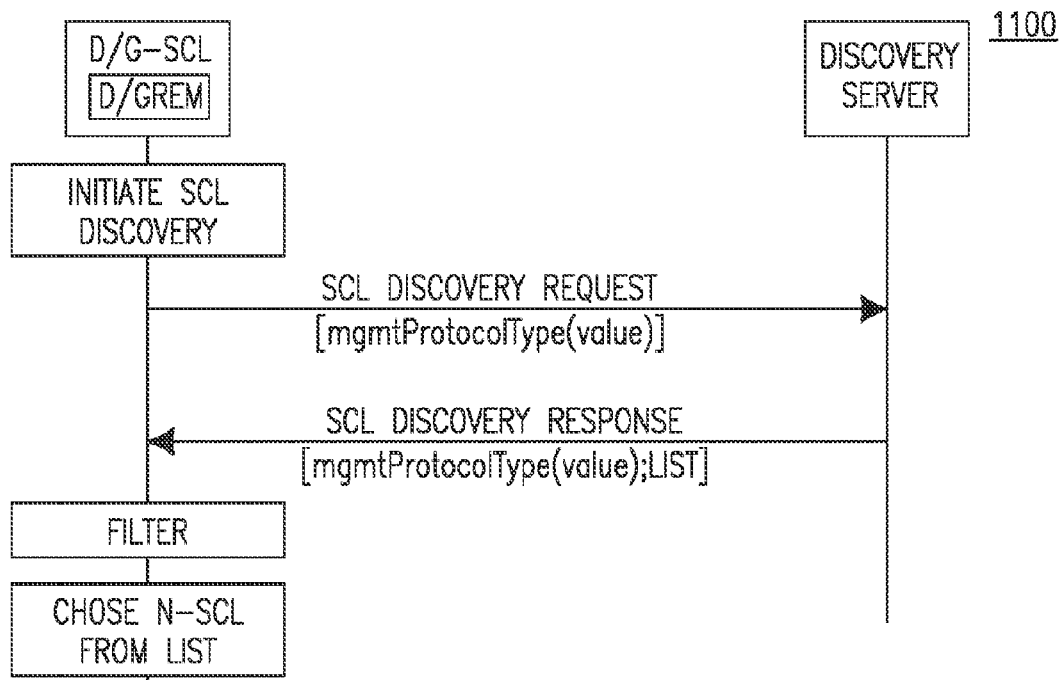 1100
D/G-SCL
D/GREM
DISCOVERY
SERVER
INITIATE SCL
DISCOVERY
SCL DISCOVERY REQUEST
[mgmtProtocolType(value)]
SCL DISCOVERY RESPONSE
[mgmtProtocolType(value);LIST]
FILTER
CHOSE N-SCL
FROM LIST